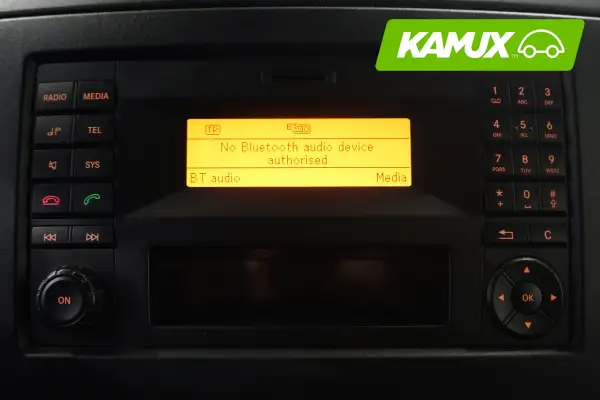 KAMUX
RADIO MEDIA
TEL
SYS
ON
TP
No Bluetooth audio device
authorised
BT audio Media
1 2 ABC 3 DEF
4 GHI 5 JKL 6 MNO
7 PQRS 8 TUV 9 WXYZ
* + 0 #
C
OK